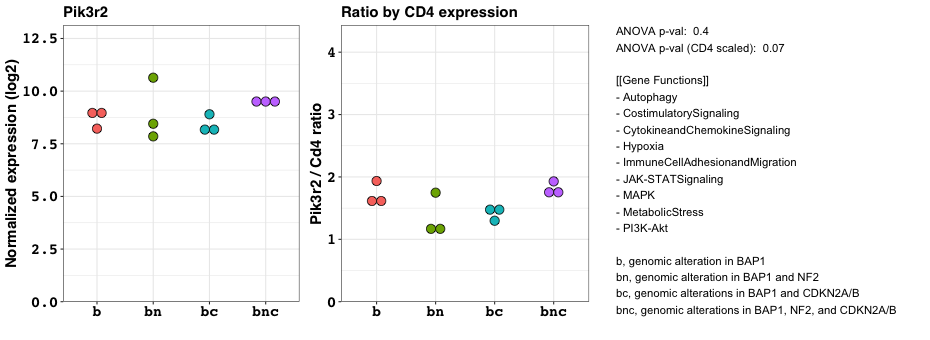 Pik3r2
Normalized expression (log2)
12.5
10.0
7.5
5.0
2.5
0.0
b
bn
bc
bnc
Ratio by CD4 expression
Pik3r2 / Cd4 ratio
4
3
2
1
0
b
bn
bc
bnc
ANOVA p-val:  0.4
ANOVA p-val (CD4 scaled):  0.07
[[Gene Functions]]
- Autophagy
- CostimulatorySignaling
- CytokineandChemokineSignaling
- Hypoxia
- ImmuneCellAdhesionandMigration
- JAK-STATSignaling
- MAPK
- MetabolicStress
- PI3K-Akt
b, genomic alteration in BAP1
bn, genomic alteration in BAP1 and NF2
bc, genomic alterations in BAP1 and CDKN2A/B
bnc, genomic alterations in BAP1, NF2, and CDKN2A/B